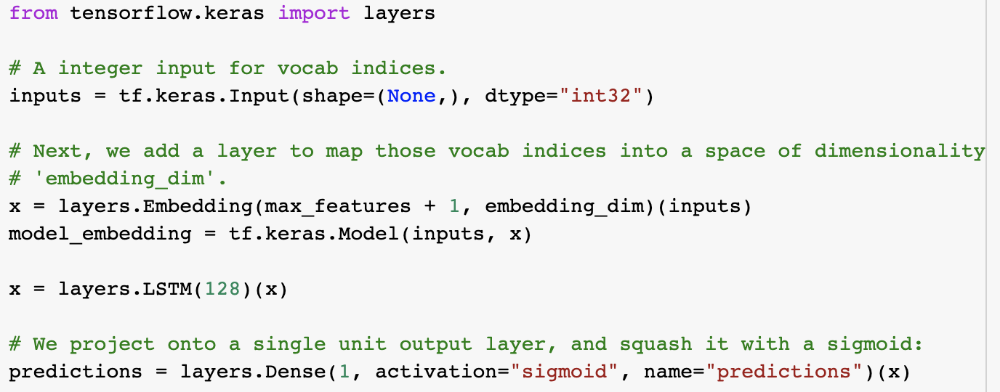 from tensorflow.keras import layers
# A integer input for vocab indices.
inputs = tf.keras.Input(shape=(None,), dtype="int32")
# Next, we add a layer to map those vocab indices into a space of dimensionality
# 'embedding_dim'.
x = layers.Embedding(max_features + 1, embedding_dim)(inputs)
model_embedding = tf.keras.Model(inputs, x)
x = layers.LSTM(128)(x)
# We project onto a single unit output layer, and squash it with a sigmoid:
predictions = layers.Dense(1, activation="sigmoid", name="predictions")(x)